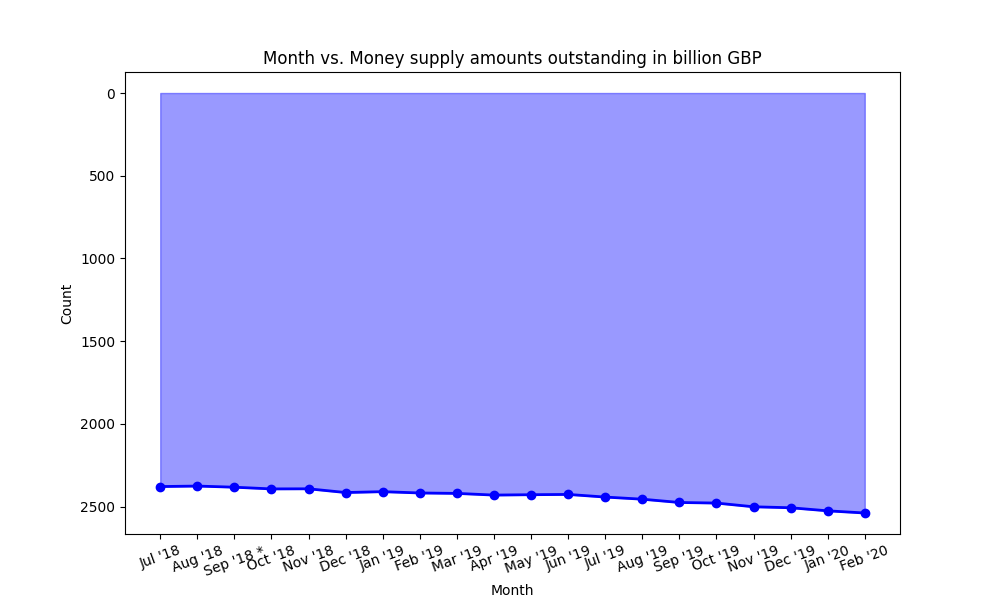 Month vs. Money supply amounts outstanding in billion GBP
0
500
1000
1500
2000
2500
Count
Jul '18
Aug '18
Sep '18 *
Oct '18
Nov '18
Dec '18
Jan '19
Feb '19
Mar '19
Apr '19
May '19
Jun '19
Jul '19
Aug '19
Sep '19
Oct '19
Nov '19
Dec '19
Jan '20
Feb '20
Month